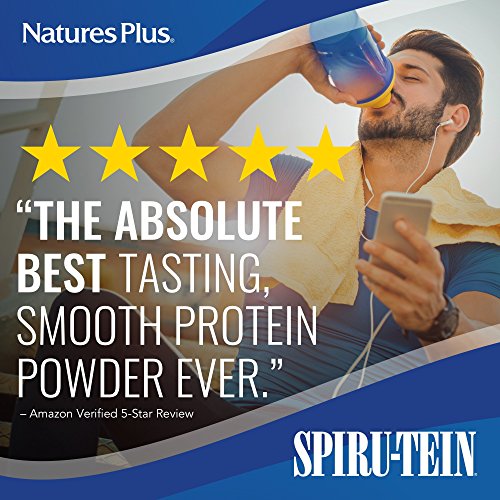 NaturesPlus®
“THE ABSOLUTE
BEST TASTING,
SMOOTH PROTEIN
POWDER EVER.”
– Amazon Verified 5-Star Review
SPIRU-TEIN